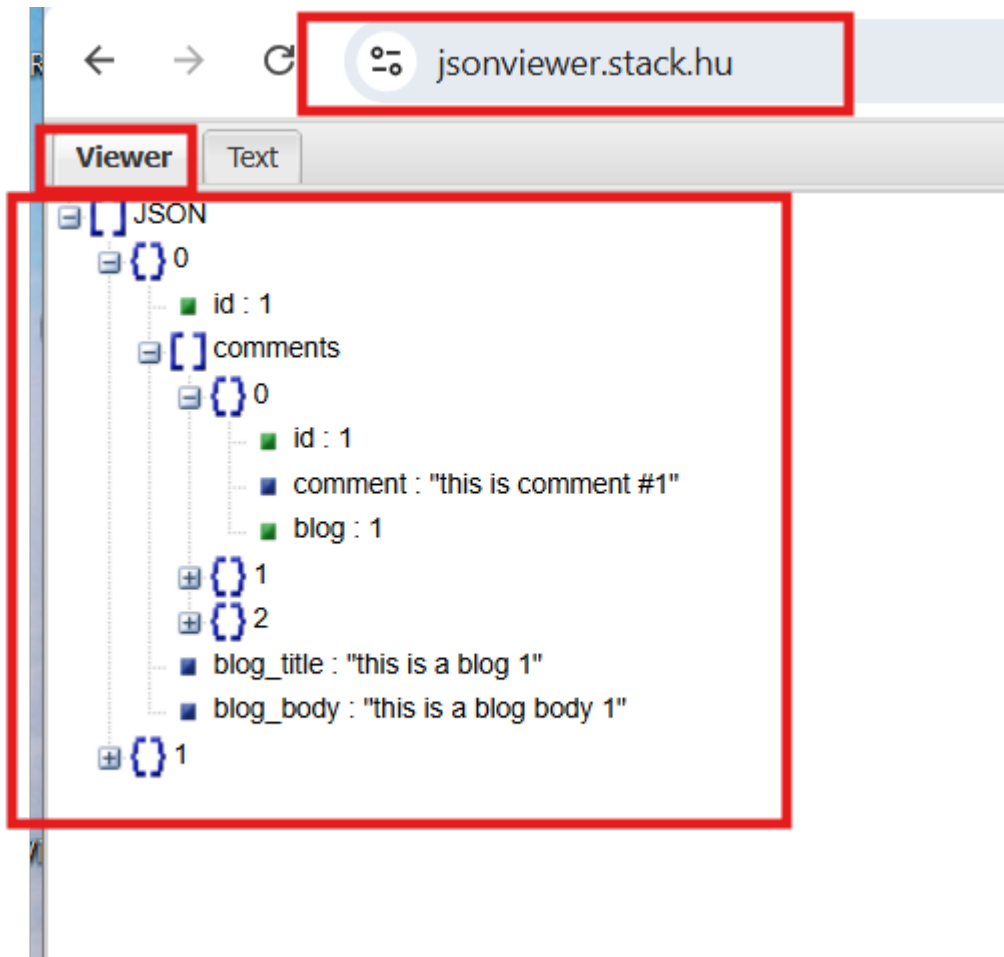 jsonviewer.stack.hu
Viewer Text
JSON
0
id : 1
comments
0
id : 1
comment : "this is comment #1"
blog : 1
1
2
blog_title : "this is a blog 1"
blog_body : "this is a blog body 1"
1